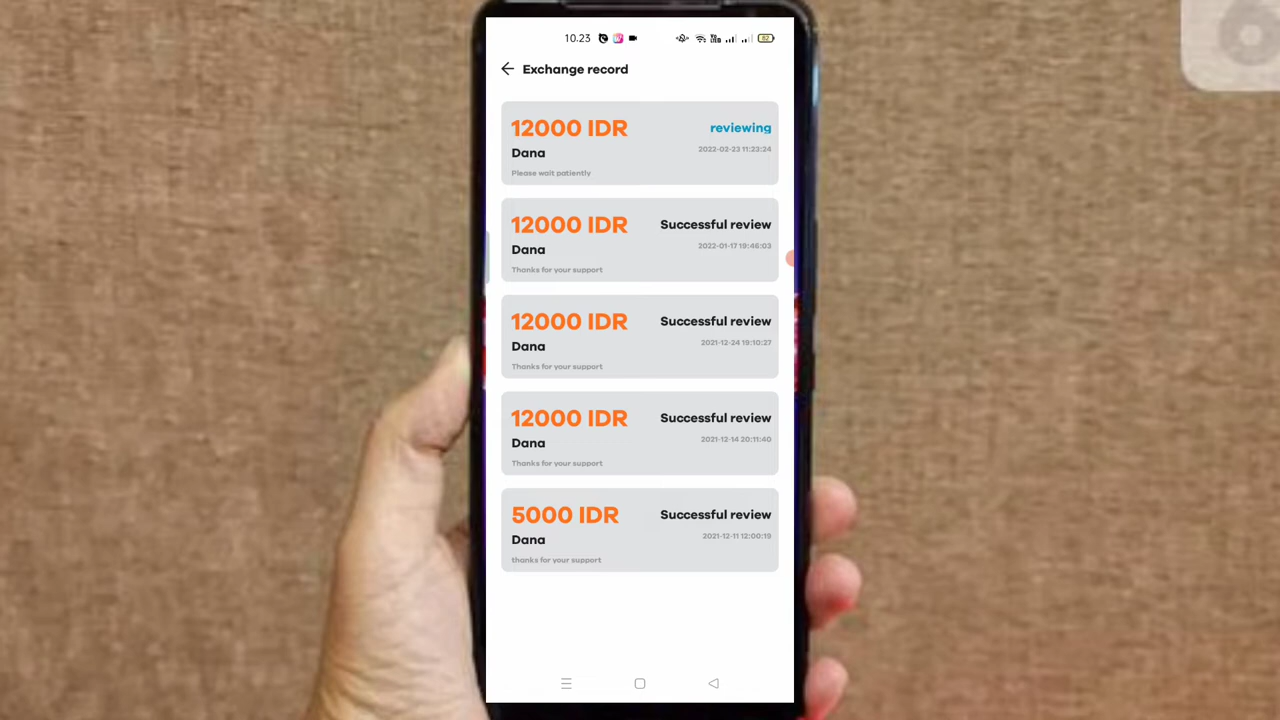 10.23
82
Exchange record
12000 IDR
reviewing
Dana
2022-02-23 11:23:24
Please wait patiently
12000 IDR
Successful review
Dana
2022-01-17 19:46:03
Thanks for your support
12000 IDR
Successful review
Dana
2021-12-24 19:10:27
Thanks for your support
12000 IDR
Successful review
Dana
2021-12-14 20:11:40
Thanks for your support
5000 IDR
Successful review
Dana
2021-12-11 12:00:19
thanks for your support